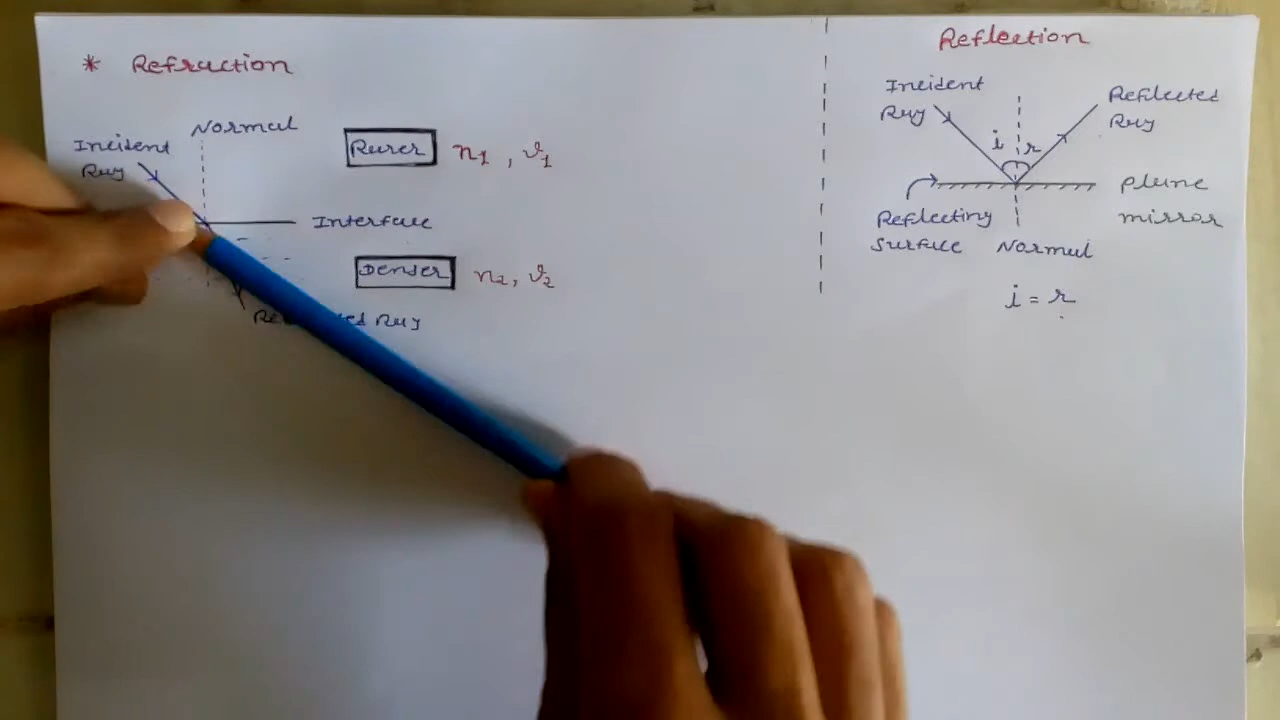 * Refraction
Normal
Incident
Ray
Rarer n1 , v1
Interface
Denser n2, v2
Ray
Reflection
Incident
Ray
Reflected
Ray
i r
Reflecting
Surface
plane
mirror
Normal
i = r